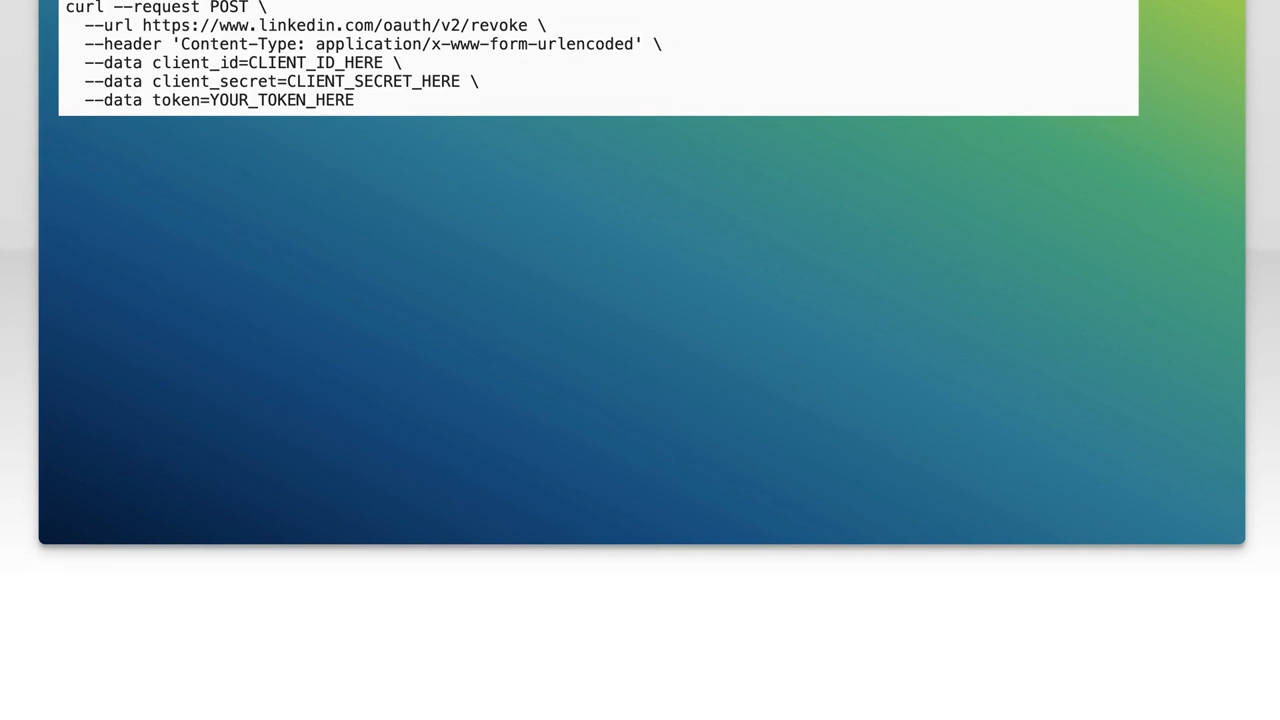 curl --request POST \
--url https://www.linkedin.com/oauth/v2/revoke \
--header 'Content-Type: application/x-www-form-urlencoded' \
--data client_id=CLIENT_ID_HERE \
--data client_secret=CLIENT_SECRET_HERE \
--data token=YOUR_TOKEN_HERE